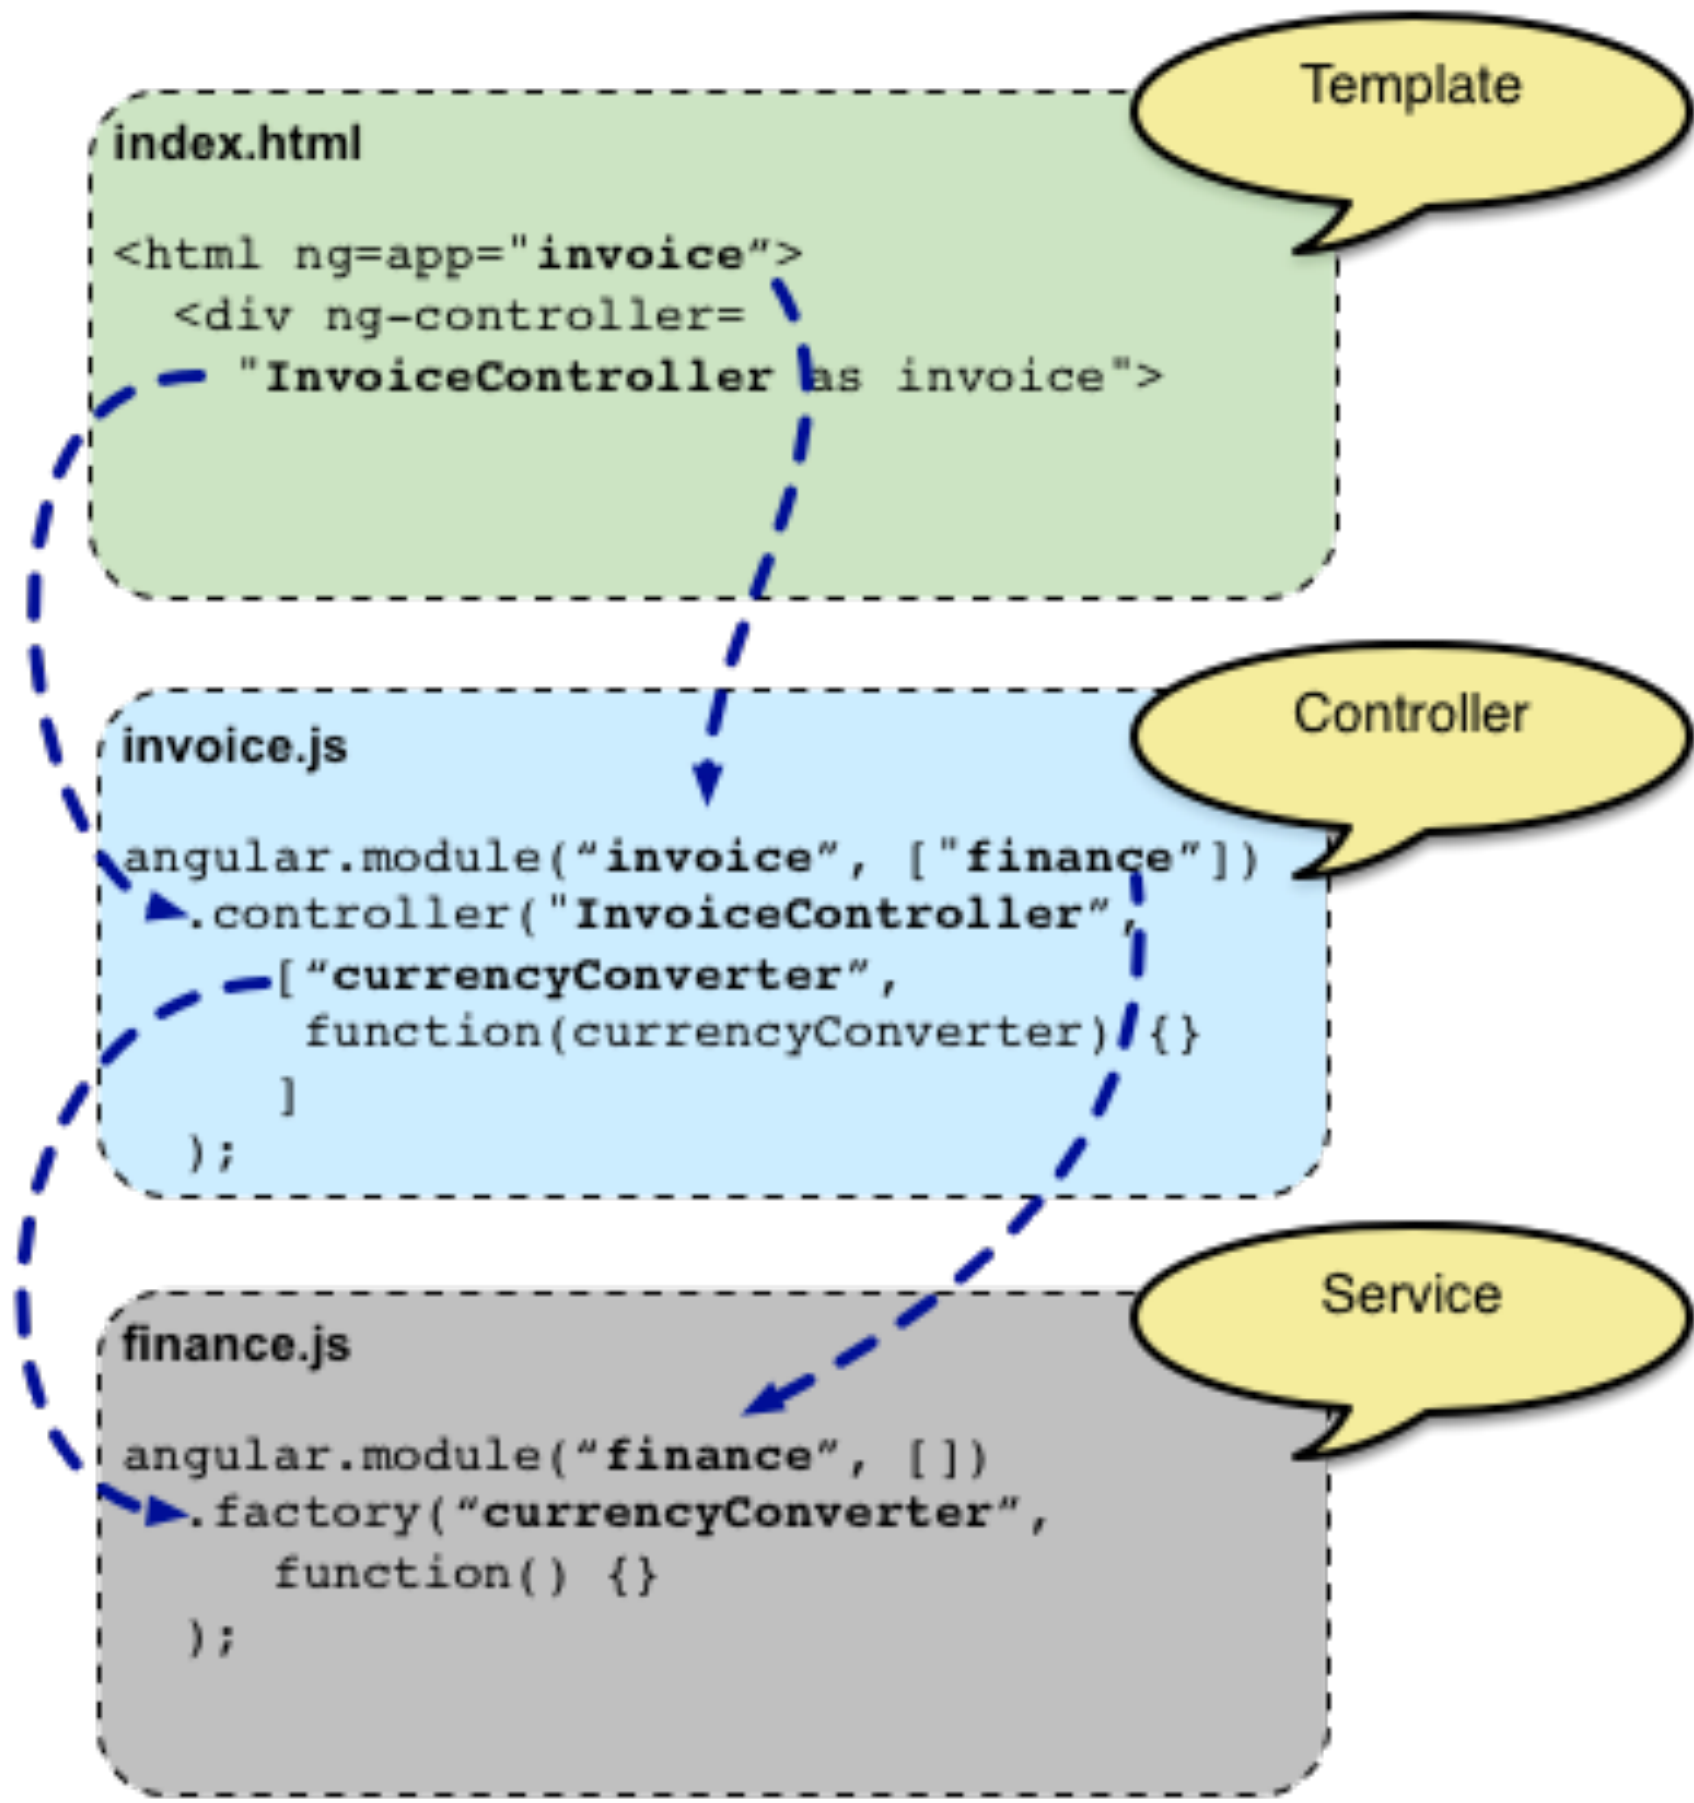 Template
index.html
<html ng=app="invoice”>
<div ng-controller=
"InvoiceController as invoice">
Controller
invoice.js
angular.module(“invoice”, ["finance”])
.controller("InvoiceController”,
[“currencyConverter”,
function(currencyConverter) {}
]
);
Service
finance.js
angular.module(“finance”, [])
.factory(“currencyConverter”,
function() {}
);